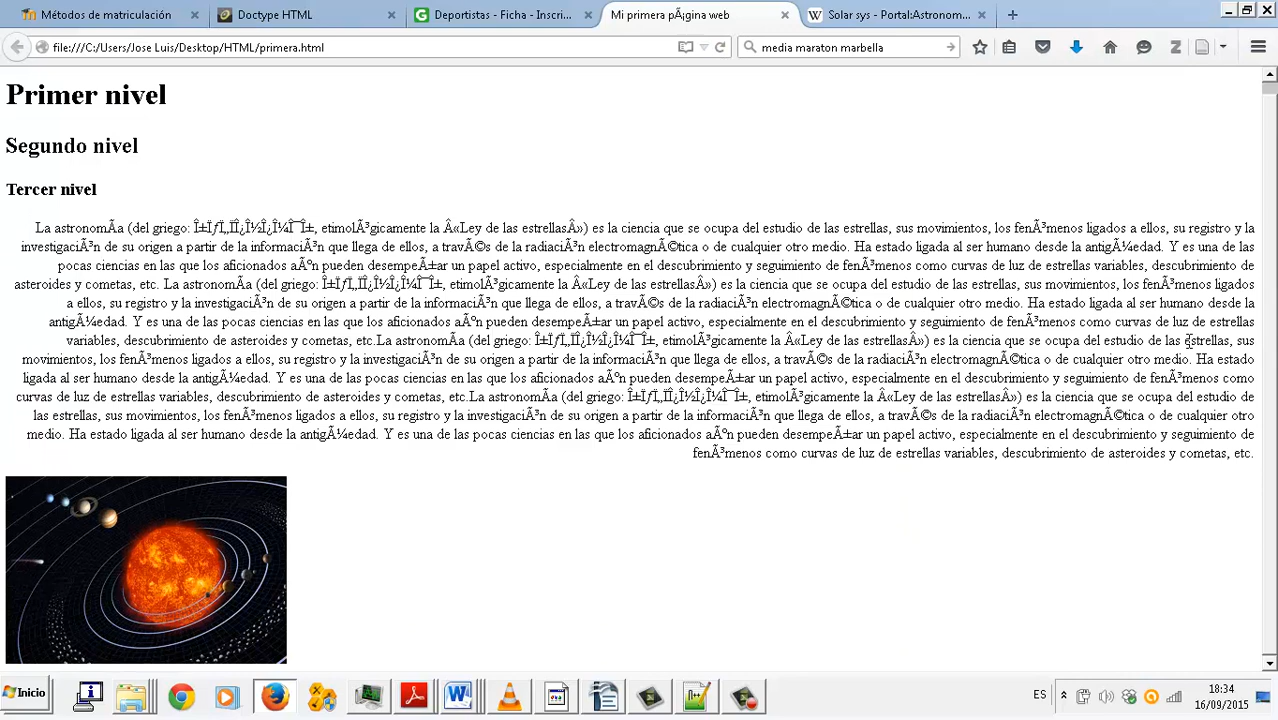 Métodos de matriculación
Doctype HTML
Deportistas - Ficha - Inscri...
Mi primera pÃ¡gina web
Solar sys - Portal:Astronom...
file:///C:/Users/Jose Luis/Desktop/HTML/primera.html
media maraton marbella
Primer nivel
Segundo nivel
Tercer nivel
La astronomÃ­a (del griego: etimolÃ³gicamente la Â«Ley de las estrellasÂ») es la ciencia que se ocupa del estudio de las estrellas, sus movimientos, los fenÃ³menos ligados a ellos, su registro y la
investigaciÃ³n de su origen a partir de la informaciÃ³n que llega de ellos, a travÃ©s de la radiaciÃ³n electromagnÃ©tica o de cualquier otro medio. Ha estado ligada al ser humano desde la antigÃ¼edad. Y es una de las
pocas ciencias en las que los aficionados aÃºn pueden desempeÃ±ar un papel activo, especialmente en el descubrimiento y seguimiento de fenÃ³menos como curvas de luz de estrellas variables, descubrimiento de
asteroides y cometas, etc. La astronomÃ­a (del griego: etimolÃ³gicamente la Â«Ley de las estrellasÂ») es la ciencia que se ocupa del estudio de las estrellas, sus movimientos, los fenÃ³menos ligados
a ellos, su registro y la investigaciÃ³n de su origen a partir de la informaciÃ³n que llega de ellos, a travÃ©s de la radiaciÃ³n electromagnÃ©tica o de cualquier otro medio. Ha estado ligada al ser humano desde la
antigÃ¼edad. Y es una de las pocas ciencias en las que los aficionados aÃºn pueden desempeÃ±ar un papel activo, especialmente en el descubrimiento y seguimiento de fenÃ³menos como curvas de luz de estrellas
variables, descubrimiento de asteroides y cometas, etc.La astronomÃ­a (del griego: etimolÃ³gicamente la Â«Ley de las estrellasÂ») es la ciencia que se ocupa del estudio de las estrellas, sus
movimientos, los fenÃ³menos ligados a ellos, su registro y la investigaciÃ³n de su origen a partir de la informaciÃ³n que llega de ellos, a travÃ©s de la radiaciÃ³n electromagnÃ©tica o de cualquier otro medio. Ha estado
ligada al ser humano desde la antigÃ¼edad. Y es una de las pocas ciencias en las que los aficionados aÃºn pueden desempeÃ±ar un papel activo, especialmente en el descubrimiento y seguimiento de fenÃ³menos como
curvas de luz de estrellas variables, descubrimiento de asteroides y cometas, etc.La astronomÃ­a (del griego: etimolÃ³gicamente la Â«Ley de las estrellasÂ») es la ciencia que se ocupa del estudio de
las estrellas, sus movimientos, los fenÃ³menos ligados a ellos, su registro y la investigaciÃ³n de su origen a partir de la informaciÃ³n que llega de ellos, a travÃ©s de la radiaciÃ³n electromagnÃ©tica o de cualquier otro
medio. Ha estado ligada al ser humano desde la antigÃ¼edad. Y es una de las pocas ciencias en las que los aficionados aÃºn pueden desempeÃ±ar un papel activo, especialmente en el descubrimiento y seguimiento de
fenÃ³menos como curvas de luz de estrellas variables, descubrimiento de asteroides y cometas, etc.
Inicio
ES
18:34
16/09/2015